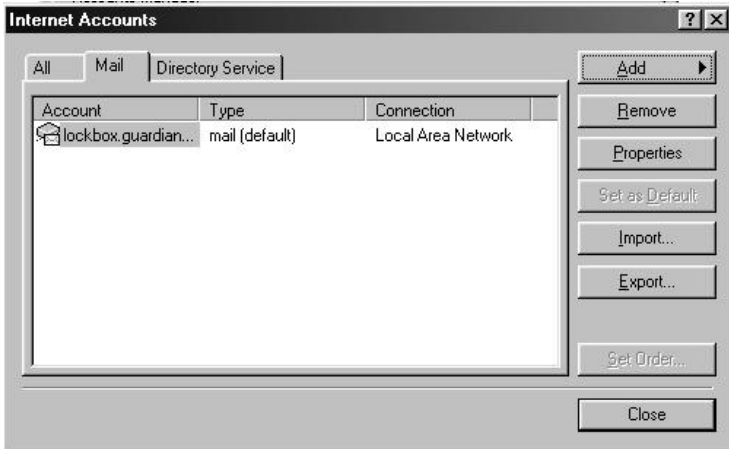 Internet Accounts
All Mail Directory Service
Account Type Connection
lockbox.guardian... mail (default) Local Area Network
Add
Remove
Properties
Set as Default
Import...
Export...
Set Order...
Close